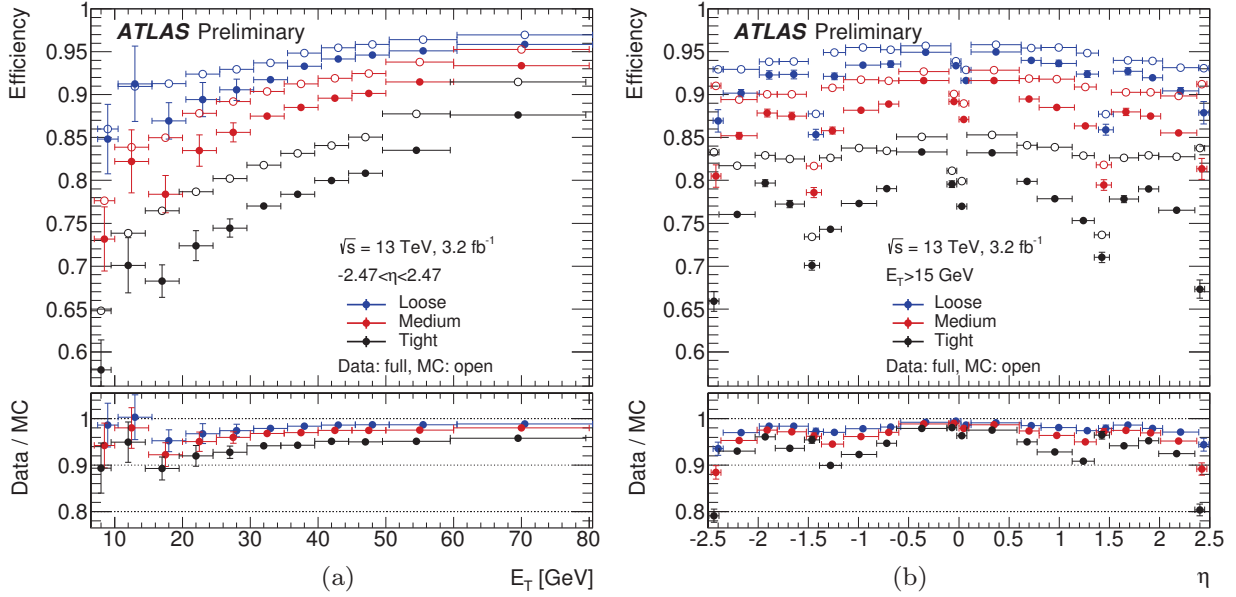 ATLAS Preliminary
Efficiency
0.95
0.9
0.85
0.8
0.75
0.7
0.65
0.6
√s = 13 TeV, 3.2 fb⁻¹
-2.47<η<2.47
Loose
Medium
Tight
Data: full, MC: open
Data / MC
1
0.9
0.8
10 20 30 40 50 60 70 80
E_T [GeV]
(a)
ATLAS Preliminary
Efficiency
0.95
0.9
0.85
0.8
0.75
0.7
0.65
0.6
√s = 13 TeV, 3.2 fb⁻¹
E_T>15 GeV
Loose
Medium
Tight
Data: full, MC: open
Data / MC
1
0.9
0.8
-2.5 -2 -1.5 -1 -0.5 0 0.5 1 1.5 2 2.5
(b)
η